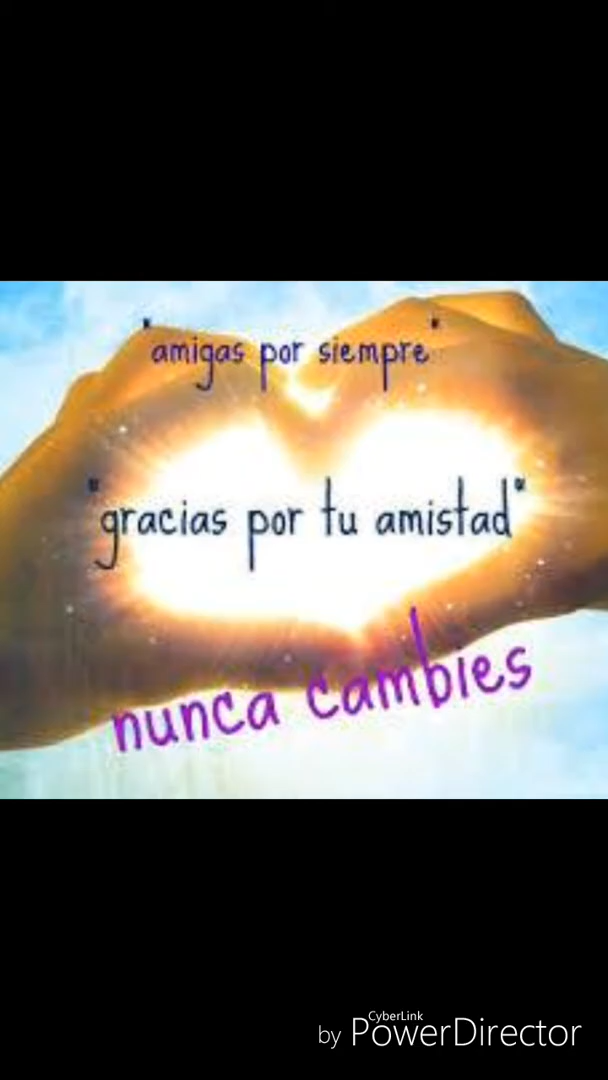 "amigas por siempre"
"gracias por tu amistad"
nunca cambies
CyberLink
by PowerDirector